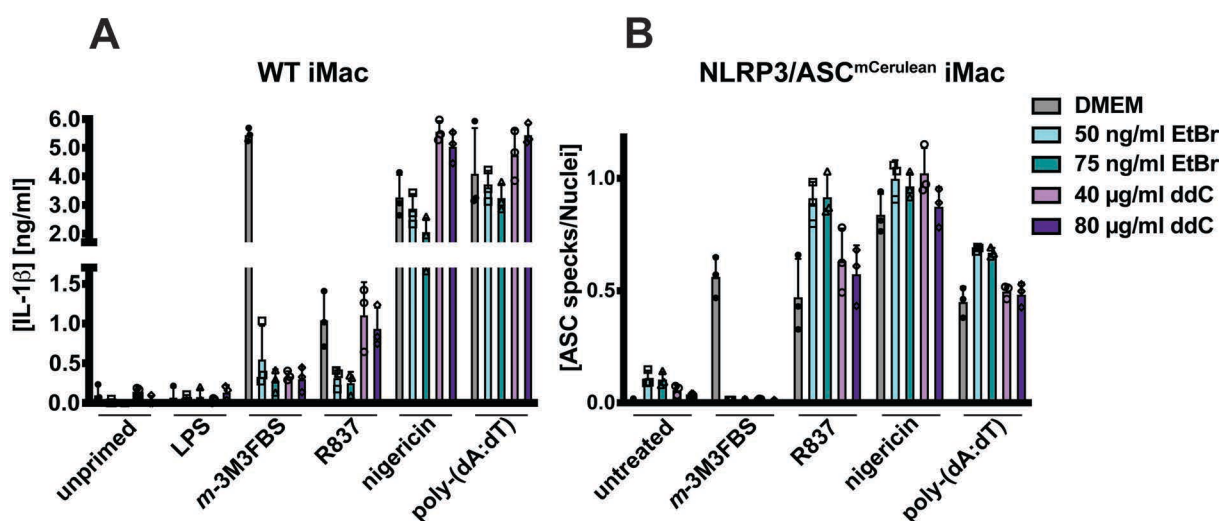 A
WT iMac
[IL-1β] [ng/ml]
6.0
5.0
4.0
3.0
2.0
1.5
1.0
0.5
0.0
unprimed
LPS
m-3M3FBS
R837
nigericin
poly-(dA:dT)
B
NLRP3/ASCmCerulean iMac
[ASC specks/Nuclei]
1.0
0.5
0.0
untreated
m-3M3FBS
R837
nigericin
poly-(dA:dT)
DMEM
50 ng/ml EtBr
75 ng/ml EtBr
40 µg/ml ddC
80 µg/ml ddC